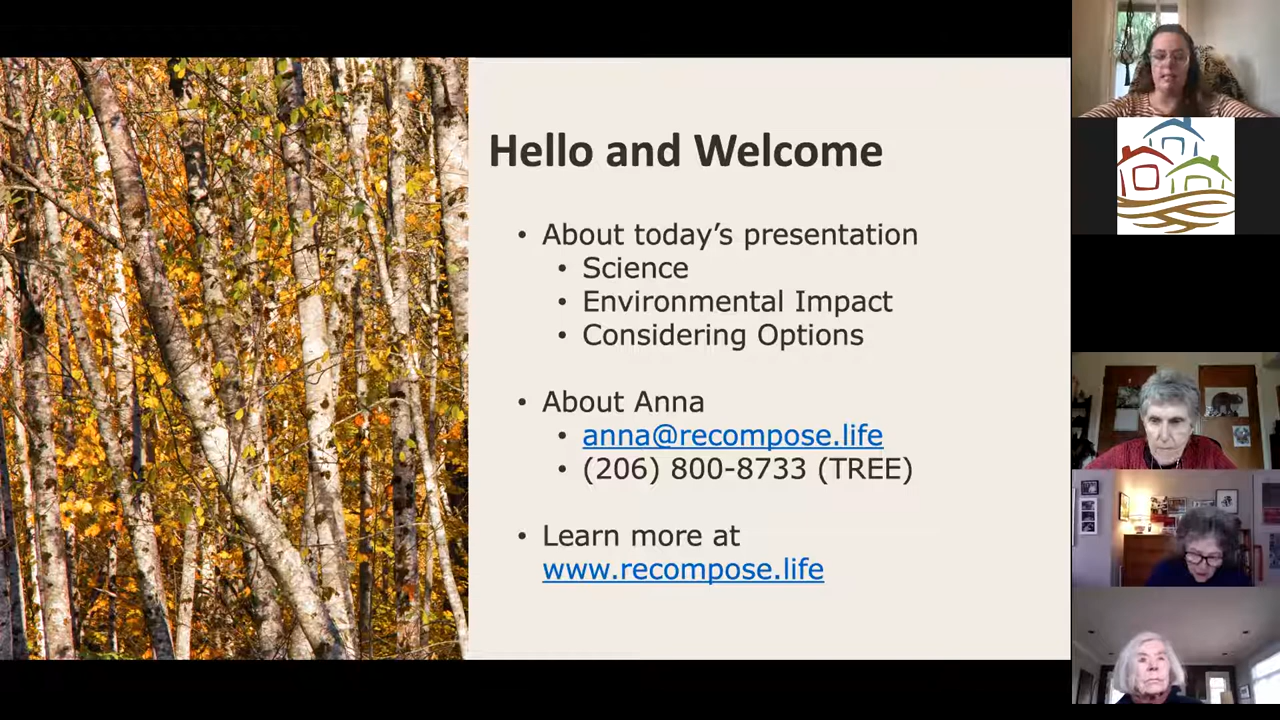 Hello and Welcome
• About today’s presentation
• Science
• Environmental Impact
• Considering Options
• About Anna
• anna@recompose.life
• (206) 800-8733 (TREE)
• Learn more at
www.recompose.life